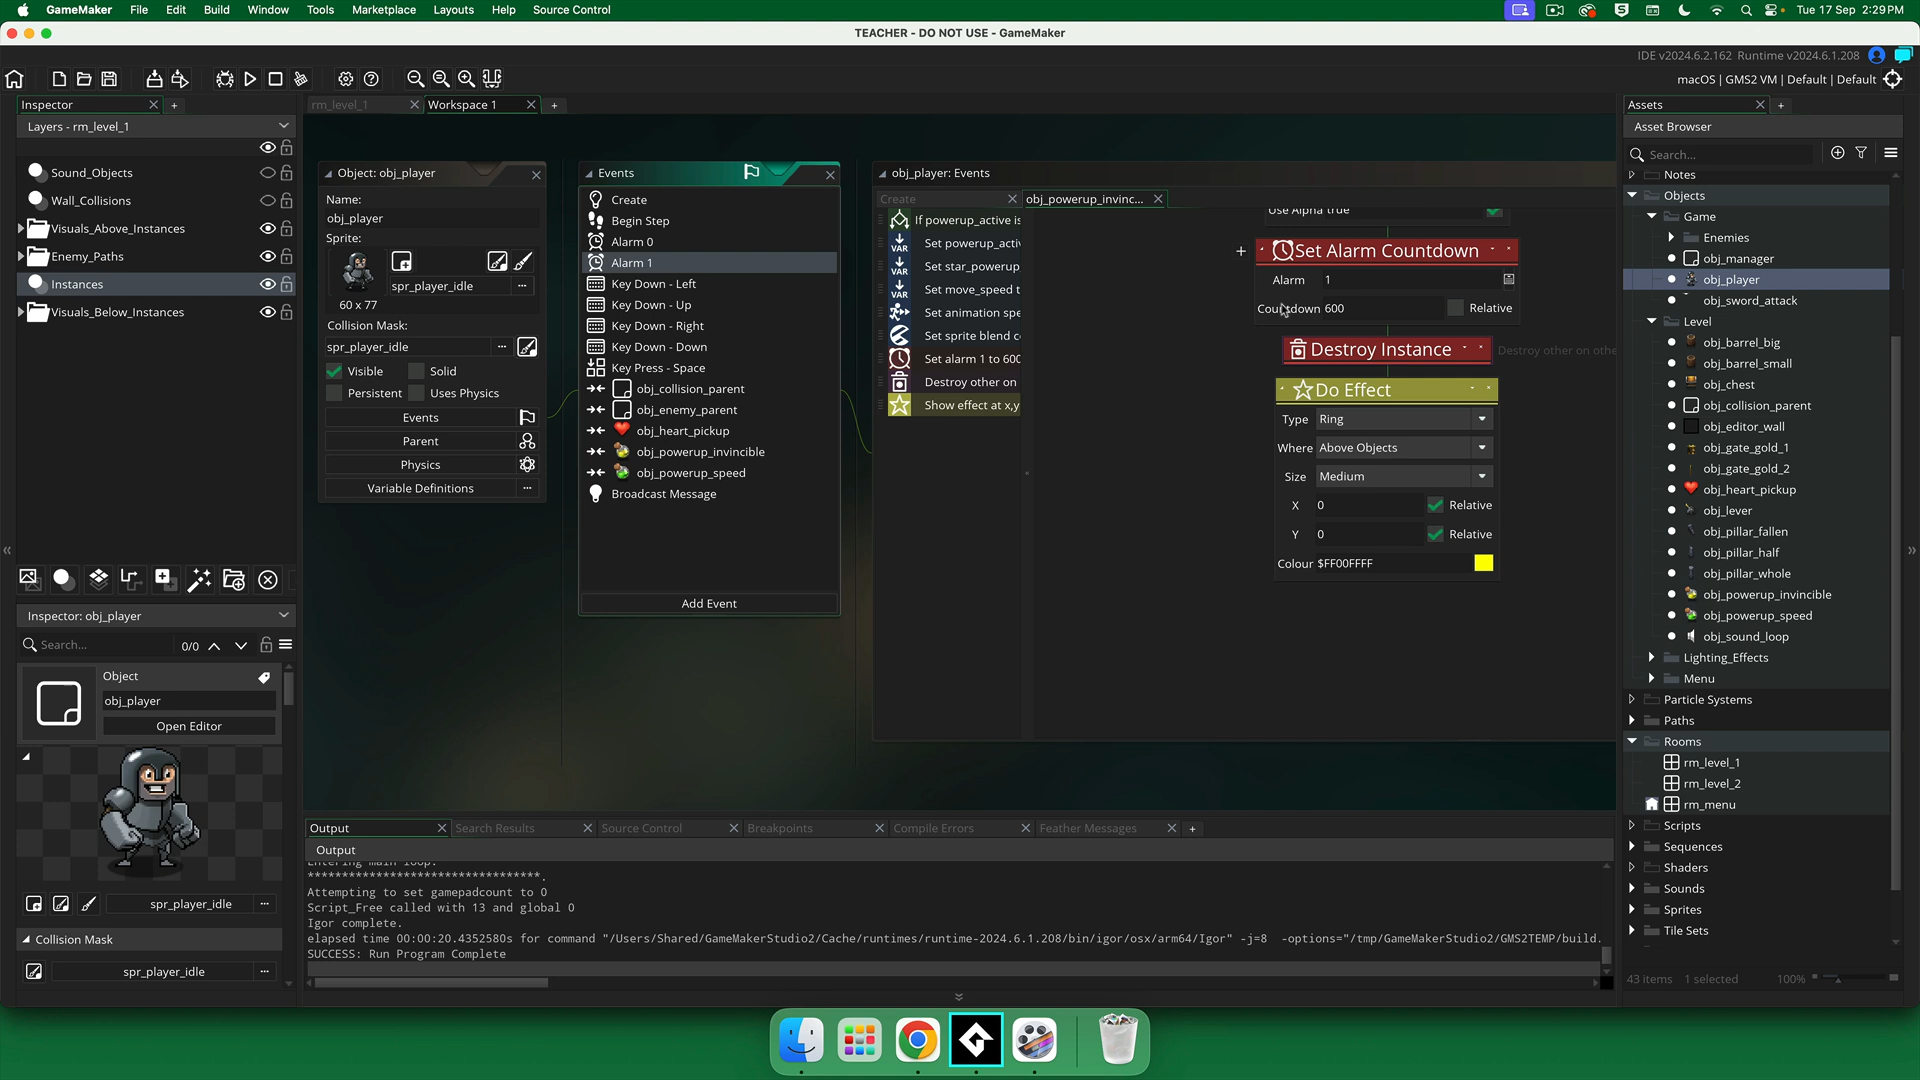 GameMaker File Edit Build Window Tools Marketplace Layouts Help Source Control Tue 17 Sep 2:29PM
TEACHER - DO NOT USE - GameMaker
IDE v2024.6.2.162 Runtime v2024.6.1.208
macOS | GMS2 VM | Default | Default
Inspector
Layers - rm_level_1
Sound_Objects
Wall_Collisions
Visuals_Above_Instances
Enemy_Paths
Instances
Visuals_Below_Instances
Inspector: obj_player
Search...
0/0
Object
obj_player
Open Editor
spr_player_idle
Collision Mask
spr_player_idle
rm_level_1
Workspace 1
Object: obj_player
Name:
obj_player
Sprite:
spr_player_idle
60 x 77
Collision Mask:
spr_player_idle
Visible
Solid
Persistent
Uses Physics
Events
Parent
Physics
Variable Definitions
Events
Create
Begin Step
Alarm 0
Alarm 1
Key Down - Left
Key Down - Up
Key Down - Right
Key Down - Down
Key Press - Space
obj_collision_parent
obj_enemy_parent
obj_heart_pickup
obj_powerup_invincible
obj_powerup_speed
Broadcast Message
Add Event
obj_player: Events
Create
obj_powerup_invinc...
If powerup_active is
VAR Set powerup_activ
VAR Set star_powerup
VAR Set move_speed t
Set animation spe
Set sprite blend c
Set alarm 1 to 600
Destroy other on
Show effect at x,y
Use Alpha true
Set Alarm Countdown
Alarm 1
Countdown 600 Relative
Destroy Instance
Destroy other on othe
Do Effect
Type Ring
Where Above Objects
Size Medium
X 0 Relative
Y 0 Relative
Colour $FF00FFFF
Output
Search Results
Source Control
Breakpoints
Compile Errors
Feather Messages
Output
Entering main loop.
*********************************.
Attempting to set gamepadcount to 0
Script_Free called with 13 and global 0
Igor complete.
elapsed time 00:00:20.4352580s for command "/Users/Shared/GameMakerStudio2/Cache/runtimes/runtime-2024.6.1.208/bin/igor/osx/arm64/Igor" -j=8 -options="/tmp/GameMakerStudio2/GMS2TEMP/build.
SUCCESS: Run Program Complete
Assets
Asset Browser
Search...
Notes
Objects
Game
Enemies
obj_manager
obj_player
obj_sword_attack
Level
obj_barrel_big
obj_barrel_small
obj_chest
obj_collision_parent
obj_editor_wall
obj_gate_gold_1
obj_gate_gold_2
obj_heart_pickup
obj_lever
obj_pillar_fallen
obj_pillar_half
obj_pillar_whole
obj_powerup_invincible
obj_powerup_speed
obj_sound_loop
Lighting_Effects
Menu
Particle Systems
Paths
Rooms
rm_level_1
rm_level_2
rm_menu
Scripts
Sequences
Shaders
Sounds
Sprites
Tile Sets
43 items 1 selected 100%